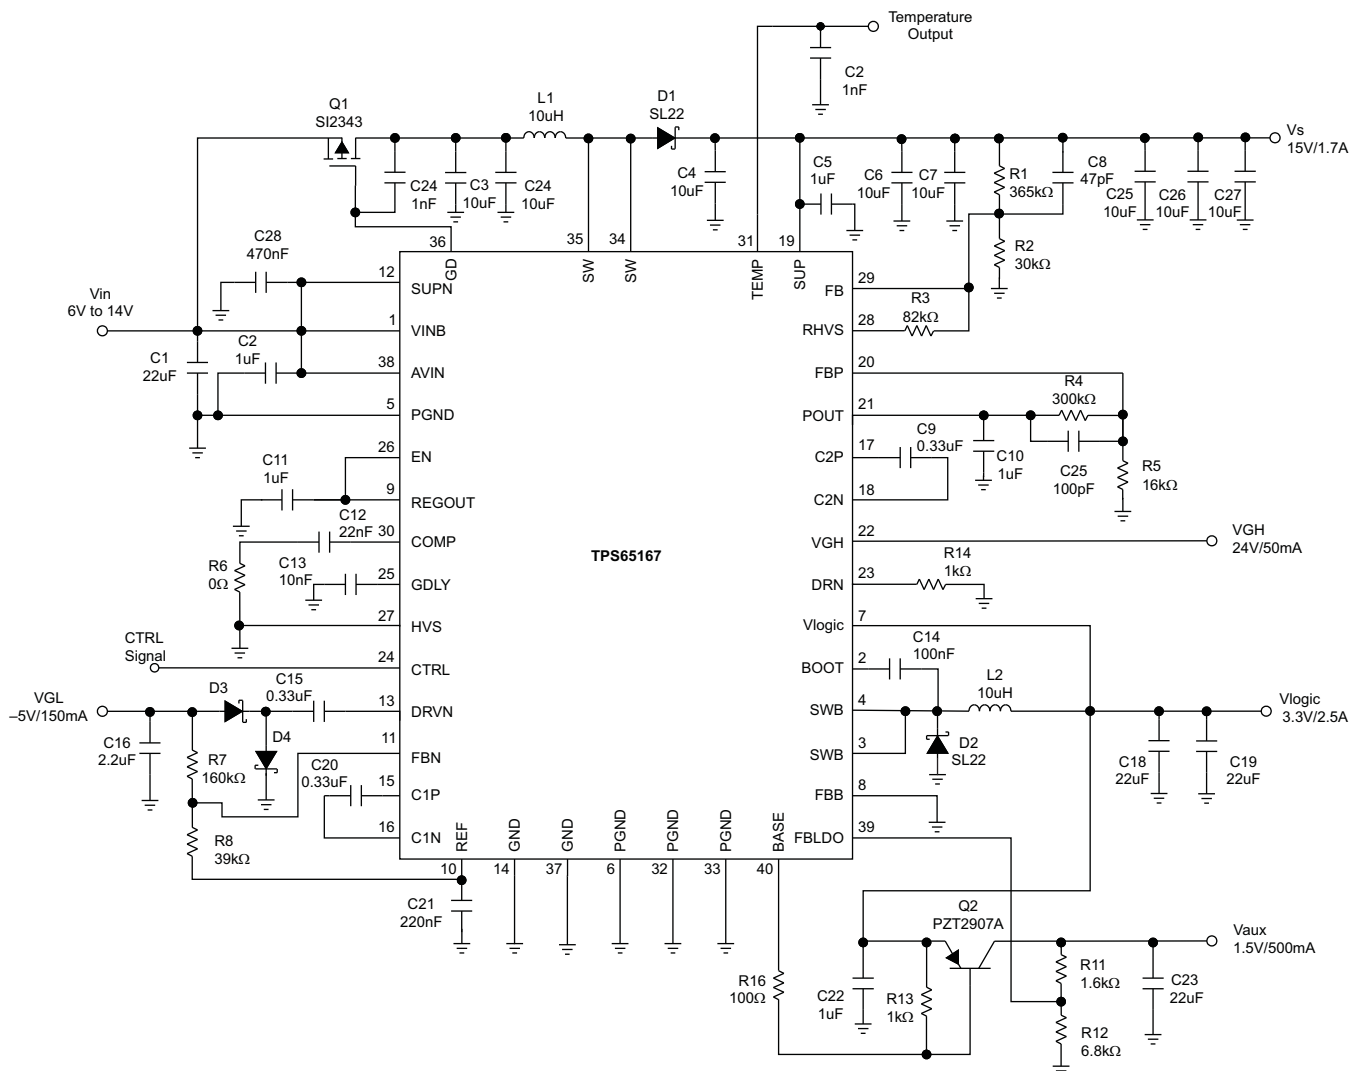 Temperature
Output
C2
1nF
Q1
SI2343
L1
10uH
D1
SL22
Vs
15V/1.7A
C24
1nF
C3
10uF
C24
10uF
C4
10uF
C5
1uF
C6
10uF
C7
10uF
R1
365kΩ
C8
47pF
C25
10uF
C26
10uF
C27
10uF
R2
30kΩ
C28
470nF
36
GD
35
SW
34
SW
31
TEMP
19
SUP
Vin
6V to 14V
C1
22uF
C2
1uF
12
SUPN
1
VINB
38
AVIN
5
PGND
26
EN
9
REGOUT
C11
1uF
C12
22nF
30
COMP
R6
0Ω
C13
10nF
25
GDLY
27
HVS
CTRL
Signal
24
CTRL
VGL
–5V/150mA
D3
C15
0.33uF
13
DRVN
C16
2.2uF
R7
160kΩ
D4
11
FBN
C20
0.33uF
15
C1P
16
C1N
R8
39kΩ
TPS65167
29
FB
R3
82kΩ
28
RHVS
20
FBP
21
POUT
R4
300kΩ
C25
100pF
R5
16kΩ
C10
1uF
17
C2P
C9
0.33uF
18
C2N
22
VGH
VGH
24V/50mA
23
DRN
R14
1kΩ
7
Vlogic
2
BOOT
C14
100nF
L2
10uH
4
SWB
3
SWB
D2
SL22
Vlogic
3.3V/2.5A
C18
22uF
C19
22uF
8
FBB
39
FBLDO
REF
10
GND
14
GND
37
PGND
6
PGND
32
PGND
33
BASE
40
C21
220nF
R16
100Ω
C22
1uF
R13
1kΩ
Q2
PZT2907A
Vaux
1.5V/500mA
R11
1.6kΩ
C23
22uF
R12
6.8kΩ